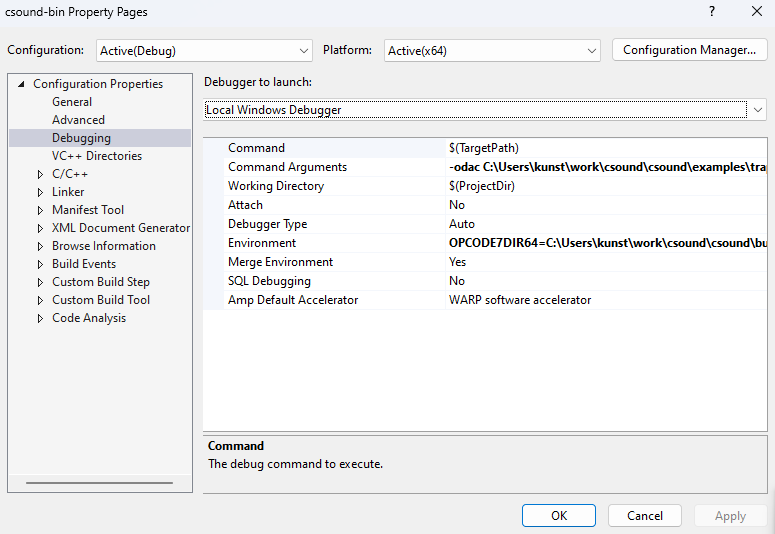 csound-bin Property Pages ? ×
Configuration: Active(Debug) Platform: Active(x64) Configuration Manager...
Configuration Properties
General
Advanced
Debugging
VC++ Directories
C/C++
Linker
Manifest Tool
XML Document Generator
Browse Information
Build Events
Custom Build Step
Custom Build Tool
Code Analysis
Debugger to launch:
Local Windows Debugger
Command $(TargetPath)
Command Arguments -odac C:\Users\kunst\work\csound\csound\examples\trap
Working Directory $(ProjectDir)
Attach No
Debugger Type Auto
Environment OPCODE7DIR64=C:\Users\kunst\work\csound\csound\bu
Merge Environment Yes
SQL Debugging No
Amp Default Accelerator WARP software accelerator
Command
The debug command to execute.
OK Cancel Apply